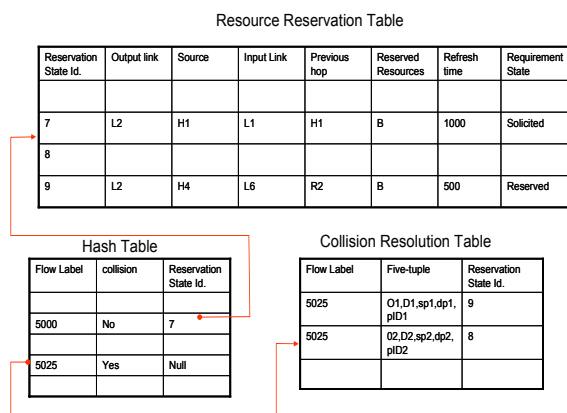 Resource Reservation Table
Reservation State Id. Output link Source Input Link Previous hop Reserved Resources Refresh time Requirement State
7 L2 H1 L1 H1 B 1000 Solicited
8
9 L2 H4 L6 R2 B 500 Reserved
Hash Table
Flow Label collision Reservation State Id.
5000 No 7
5025 Yes Null
Collision Resolution Table
Flow Label Five-tuple Reservation State Id.
5025 O1,D1,sp1,dp1, pID1 9
5025 02,D2,sp2,dp2, pID2 8